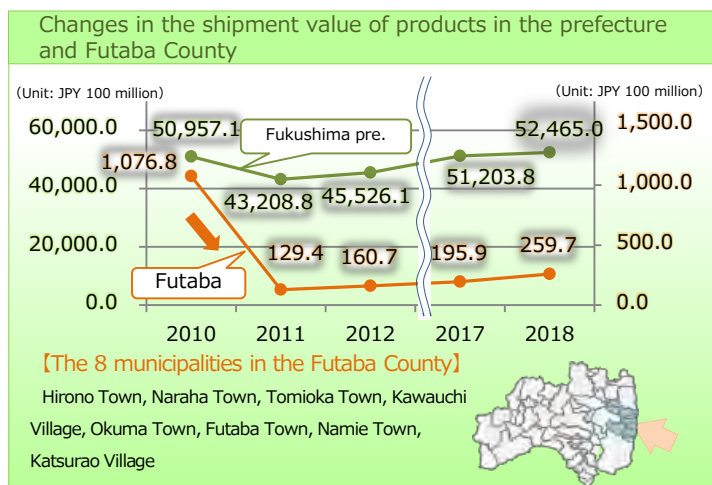 Changes in the shipment value of products in the prefecture
and Futaba County
(Unit: JPY 100 million)
(Unit: JPY 100 million)
60,000.0
50,957.1
Fukushima pre.
52,465.0
1,500.0
1,076.8
40,000.0
43,208.8
45,526.1
51,203.8
1,000.0
20,000.0
129.4
160.7
195.9
259.7
500.0
Futaba
0.0
0.0
2010
2011
2012
2017
2018
【The 8 municipalities in the Futaba County】
Hirono Town, Naraha Town, Tomioka Town, Kawauchi
Village, Okuma Town, Futaba Town, Namie Town,
Katsurao Village